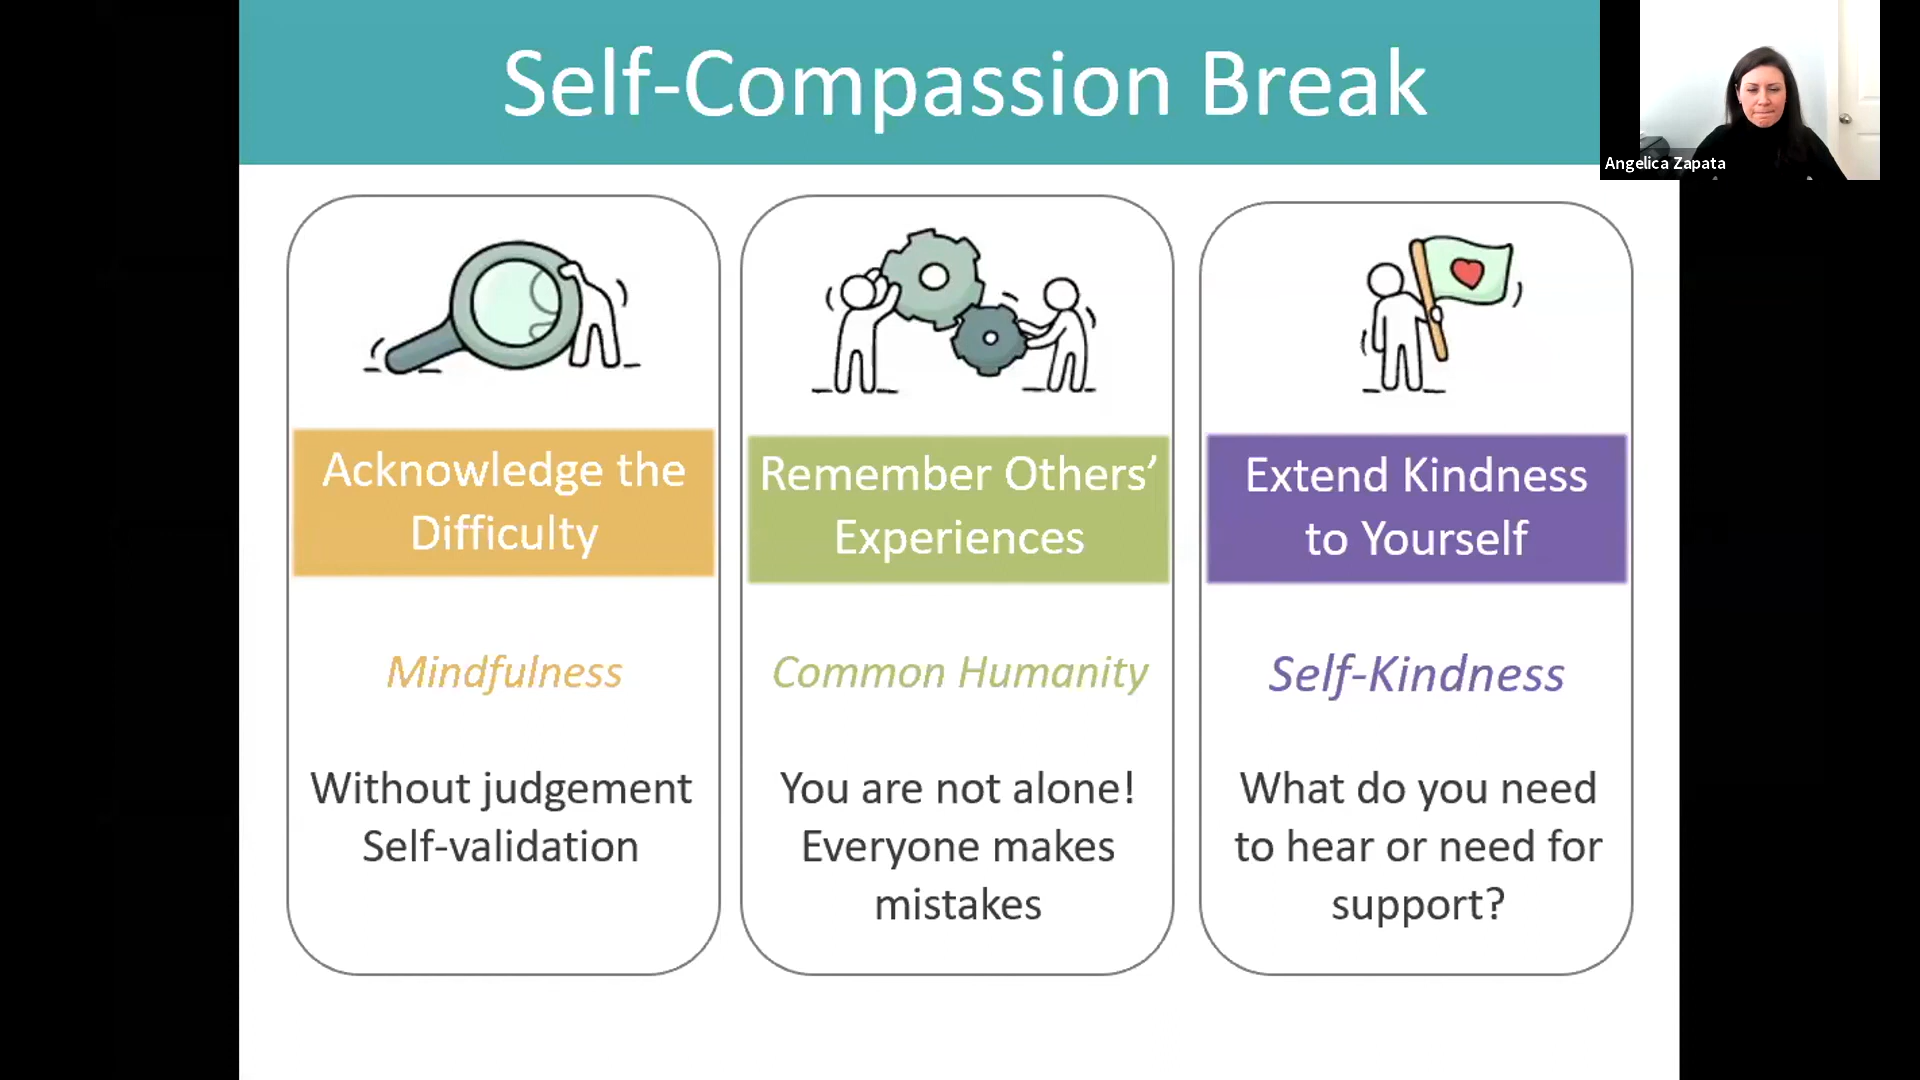 Self-Compassion Break
Angelica Zapata
Acknowledge the
Difficulty
Mindfulness
Without judgement
Self-validation
Remember Others’
Experiences
Common Humanity
You are not alone!
Everyone makes
mistakes
Extend Kindness
to Yourself
Self-Kindness
What do you need
to hear or need for
support?